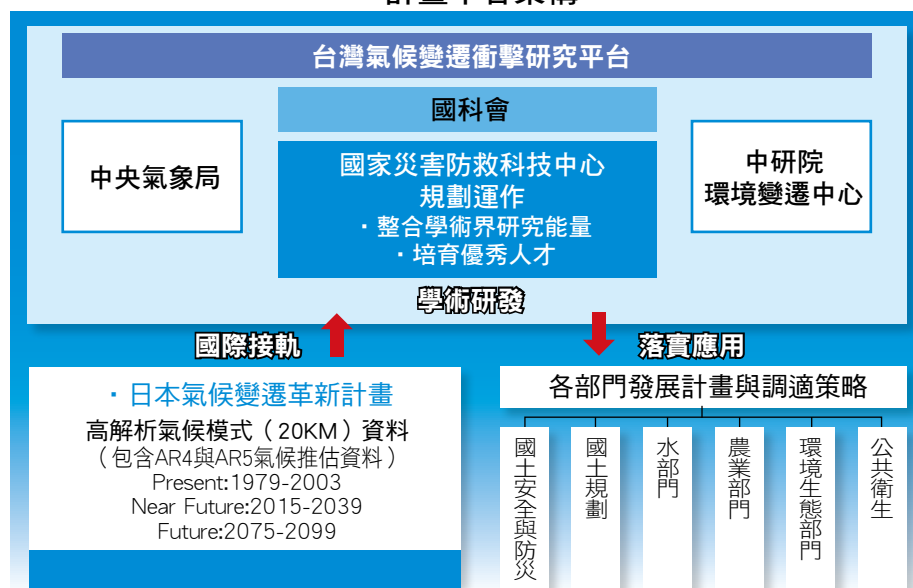 台灣氣候變遷衝擊研究平台
國科會
中央氣象局
國家災害防救科技中心
規劃運作
・整合學術界研究能量
・培育優秀人才
中研院
環境變遷中心
學術研發
國際接軌
落實應用
・日本氣候變遷革新計畫
高解析氣候模式（20KM）資料
（包含AR4與AR5氣候推估資料）
Present:1979-2003
Near Future:2015-2039
Future:2075-2099
各部門發展計畫與調適策略
國土安全與防災
國土規劃
水部門
農業部門
環境生態部門
公共衛生